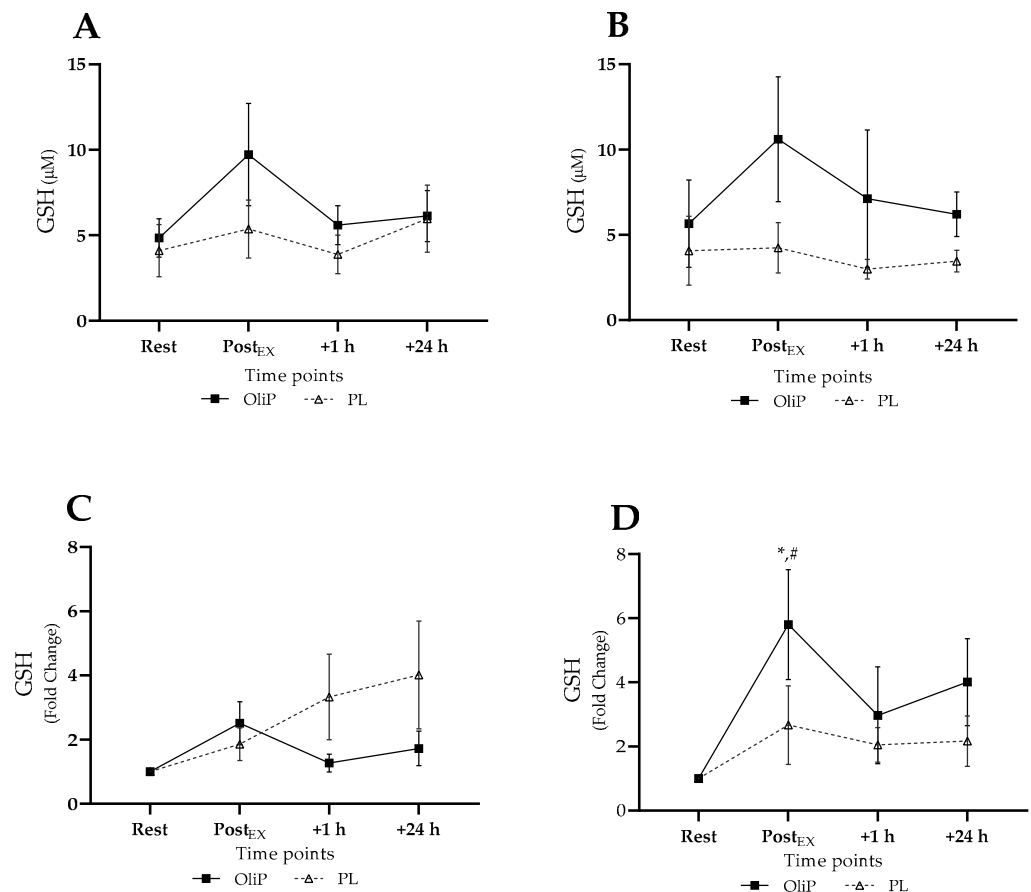 A
15
10
5
0
GSH (µM)
Rest PostEX +1 h +24 h
Time points
OliP PL
B
15
10
5
0
GSH (µM)
Rest PostEX +1 h +24 h
Time points
OliP PL
C
8
6
4
2
0
GSH
(Fold Change)
Rest PostEX +1 h +24 h
Time points
OliP PL
D
8
6
4
2
0
GSH
(Fold Change)
*,#
Rest PostEX +1 h +24 h
Time points
OliP PL